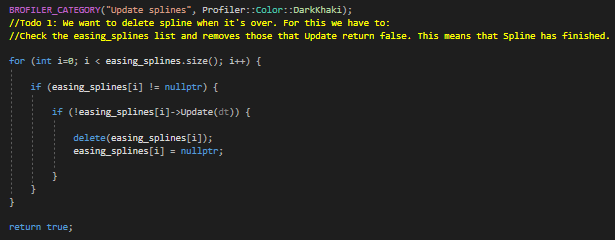 BROFILER_CATEGORY("Update splines", Profiler::Color::DarkKhaki);
//Todo 1: We want to delete spline when it's over. For this we have to:
//Check the easing_splines list and removes those that Update return false. This means that Spline has finished.
for (int i=0; i < easing_splines.size(); i++) {
if (easing_splines[i] != nullptr) {
if (!easing_splines[i]->Update(dt)) {
delete(easing_splines[i]);
easing_splines[i] = nullptr;
}
}
}
return true;